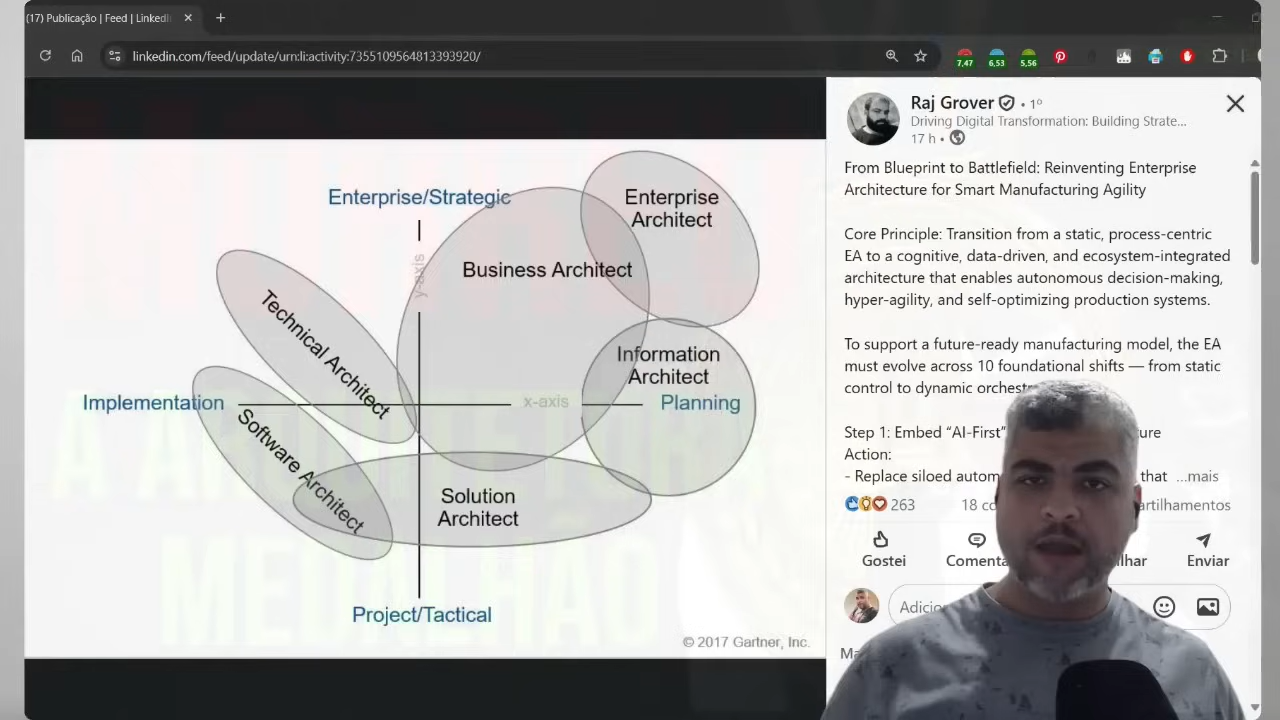 (17) Publicação | Feed | LinkedI
linkedin.com/feed/update/urn:li:activity:7355109564813393920/
7,47
6,53
5,56
Enterprise/Strategic
Enterprise
Architect
Business Architect
y-axis
Technical Architect
Information
Architect
Implementation
x-axis
Planning
Software Architect
Solution
Architect
Project/Tactical
© 2017 Gartner, Inc.
Raj Grover • 1º
Driving Digital Transformation: Building Strate...
17 h •
From Blueprint to Battlefield: Reinventing Enterprise
Architecture for Smart Manufacturing Agility
Core Principle: Transition from a static, process-centric
EA to a cognitive, data-driven, and ecosystem-integrated
architecture that enables autonomous decision-making,
hyper-agility, and self-optimizing production systems.
To support a future-ready manufacturing model, the EA
must evolve across 10 foundational shifts — from static
control to dynamic orchest
Step 1: Embed “AI-First” ure
Action:
- Replace siloed autom that ...mais
263 18 co artilhamentos
Gostei Comenta lhar Enviar
Adicio
Ma